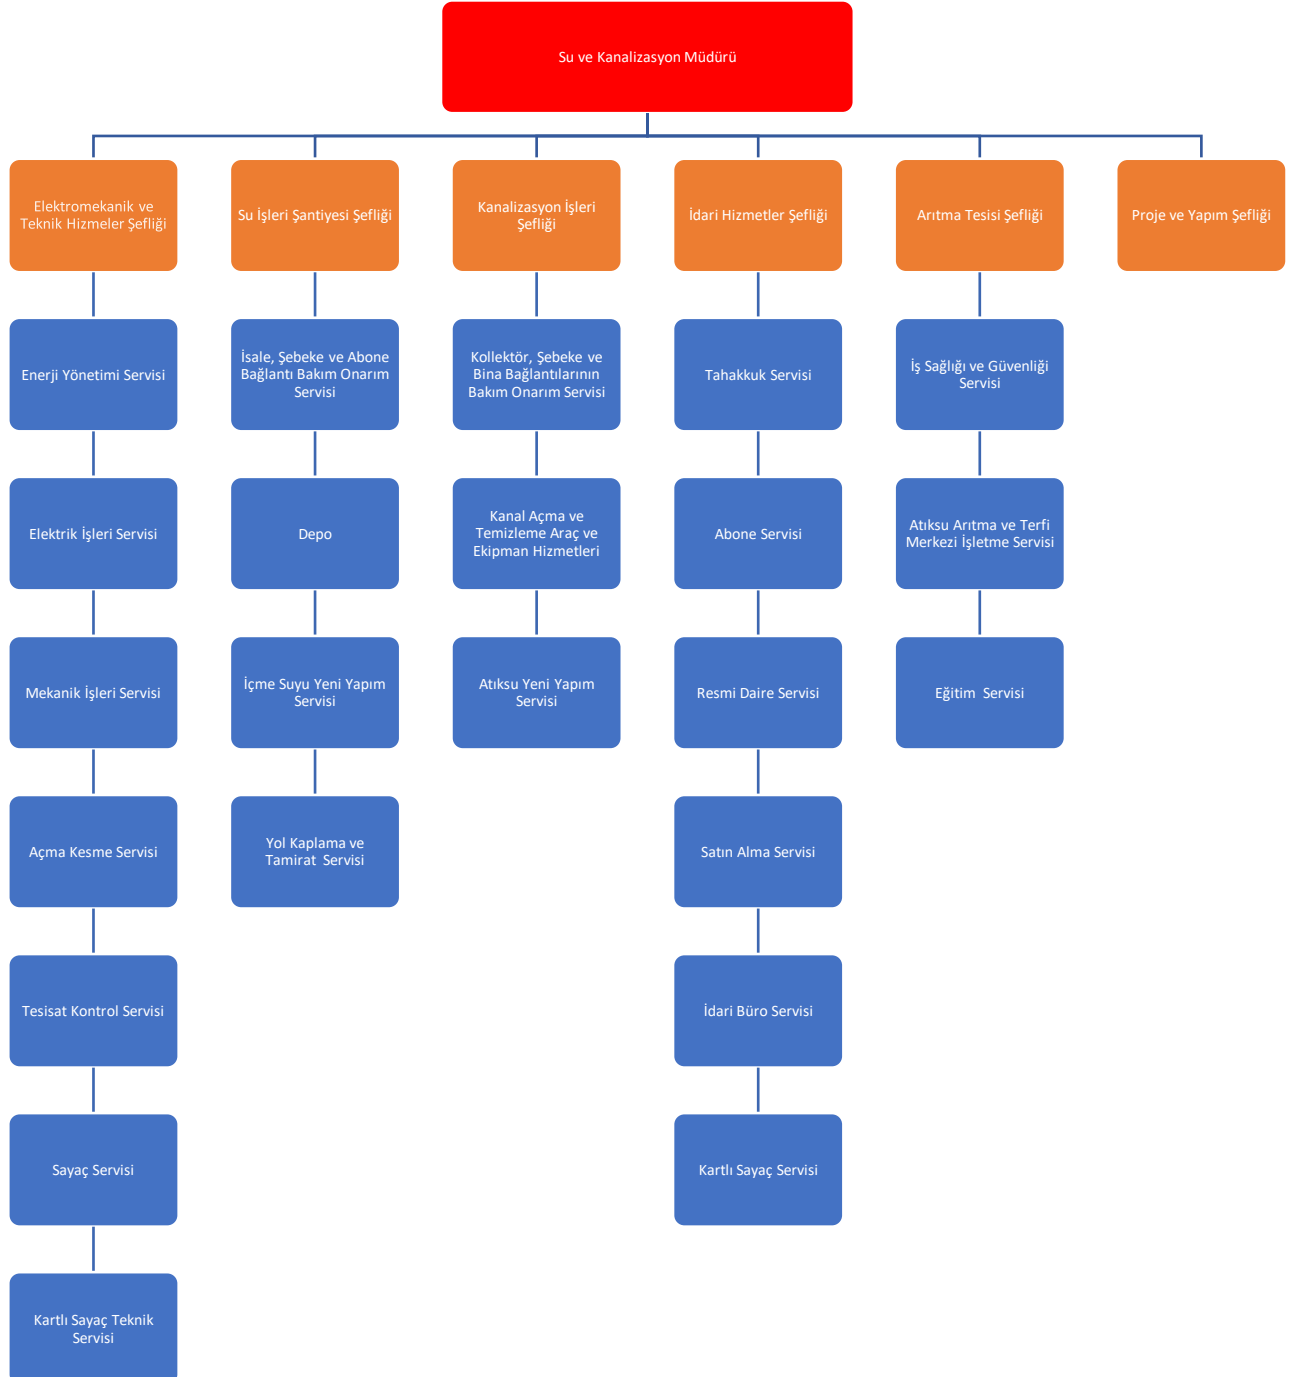 Su ve Kanalizasyon Müdürü
Elektromekanik ve
Teknik Hizmeler Şefliği
Su İşleri Şantiyesi Şefliği
Kanalizasyon İşleri
Şefliği
İdari Hizmetler Şefliği
Arıtma Tesisi Şefliği
Proje ve Yapım Şefliği
Enerji Yönetimi Servisi
İsale, Şebeke ve Abone
Bağlantı Bakım Onarım
Servisi
Kollektör, Şebeke ve
Bina Bağlantılarının
Bakım Onarım Servisi
Tahakkuk Servisi
İş Sağlığı ve Güvenliği
Servisi
Elektrik İşleri Servisi
Depo
Kanal Açma ve
Temizleme Araç ve
Ekipman Hizmetleri
Abone Servisi
Atıksu Arıtma ve Terfi
Merkezi İşletme Servisi
Mekanik İşleri Servisi
İçme Suyu Yeni Yapım
Servisi
Atıksu Yeni Yapım
Servisi
Resmi Daire Servisi
Eğitim  Servisi
Açma Kesme Servisi
Yol Kaplama ve
Tamirat  Servisi
Satın Alma Servisi
Tesisat Kontrol Servisi
İdari Büro Servisi
Sayaç Servisi
Kartlı Sayaç Servisi
Kartlı Sayaç Teknik
Servisi